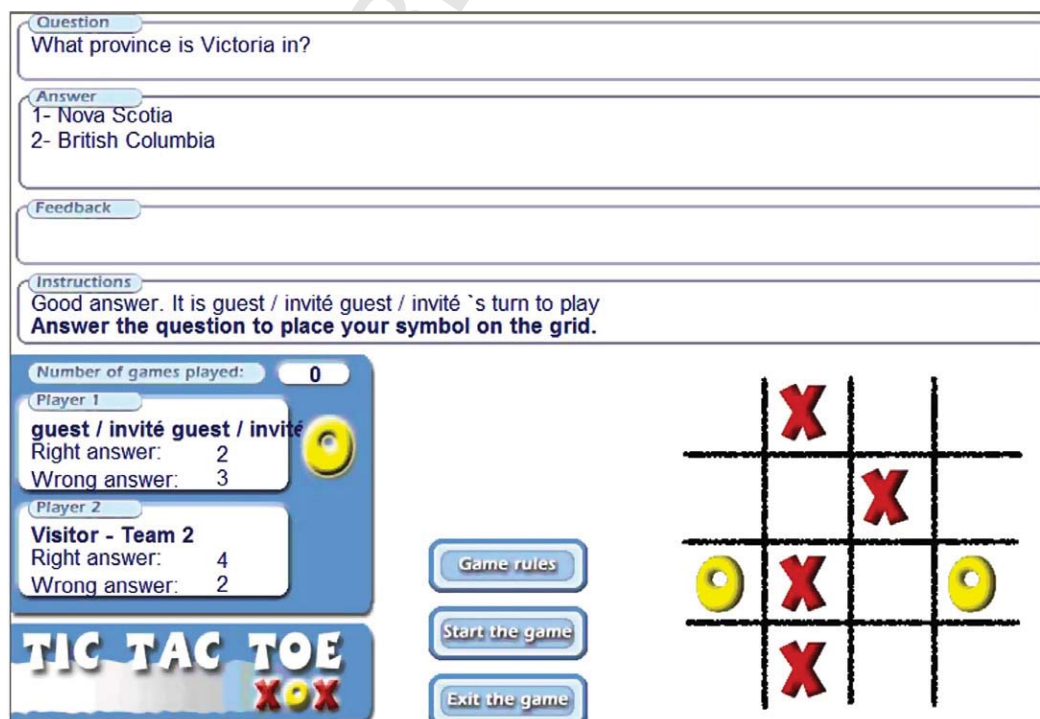 Question
What province is Victoria in?
Answer
1- Nova Scotia
2- British Columbia
Feedback
Instructions
Good answer. It is guest / invité guest / invité `s turn to play
Answer the question to place your symbol on the grid.
Number of games played: 0
Player 1
guest / invité guest / invité
Right answer: 2
Wrong answer: 3
Player 2
Visitor - Team 2
Right answer: 4
Wrong answer: 2
TIC TAC TOE
XOX
Game rules
Start the game
Exit the game
X
X
O X O
X